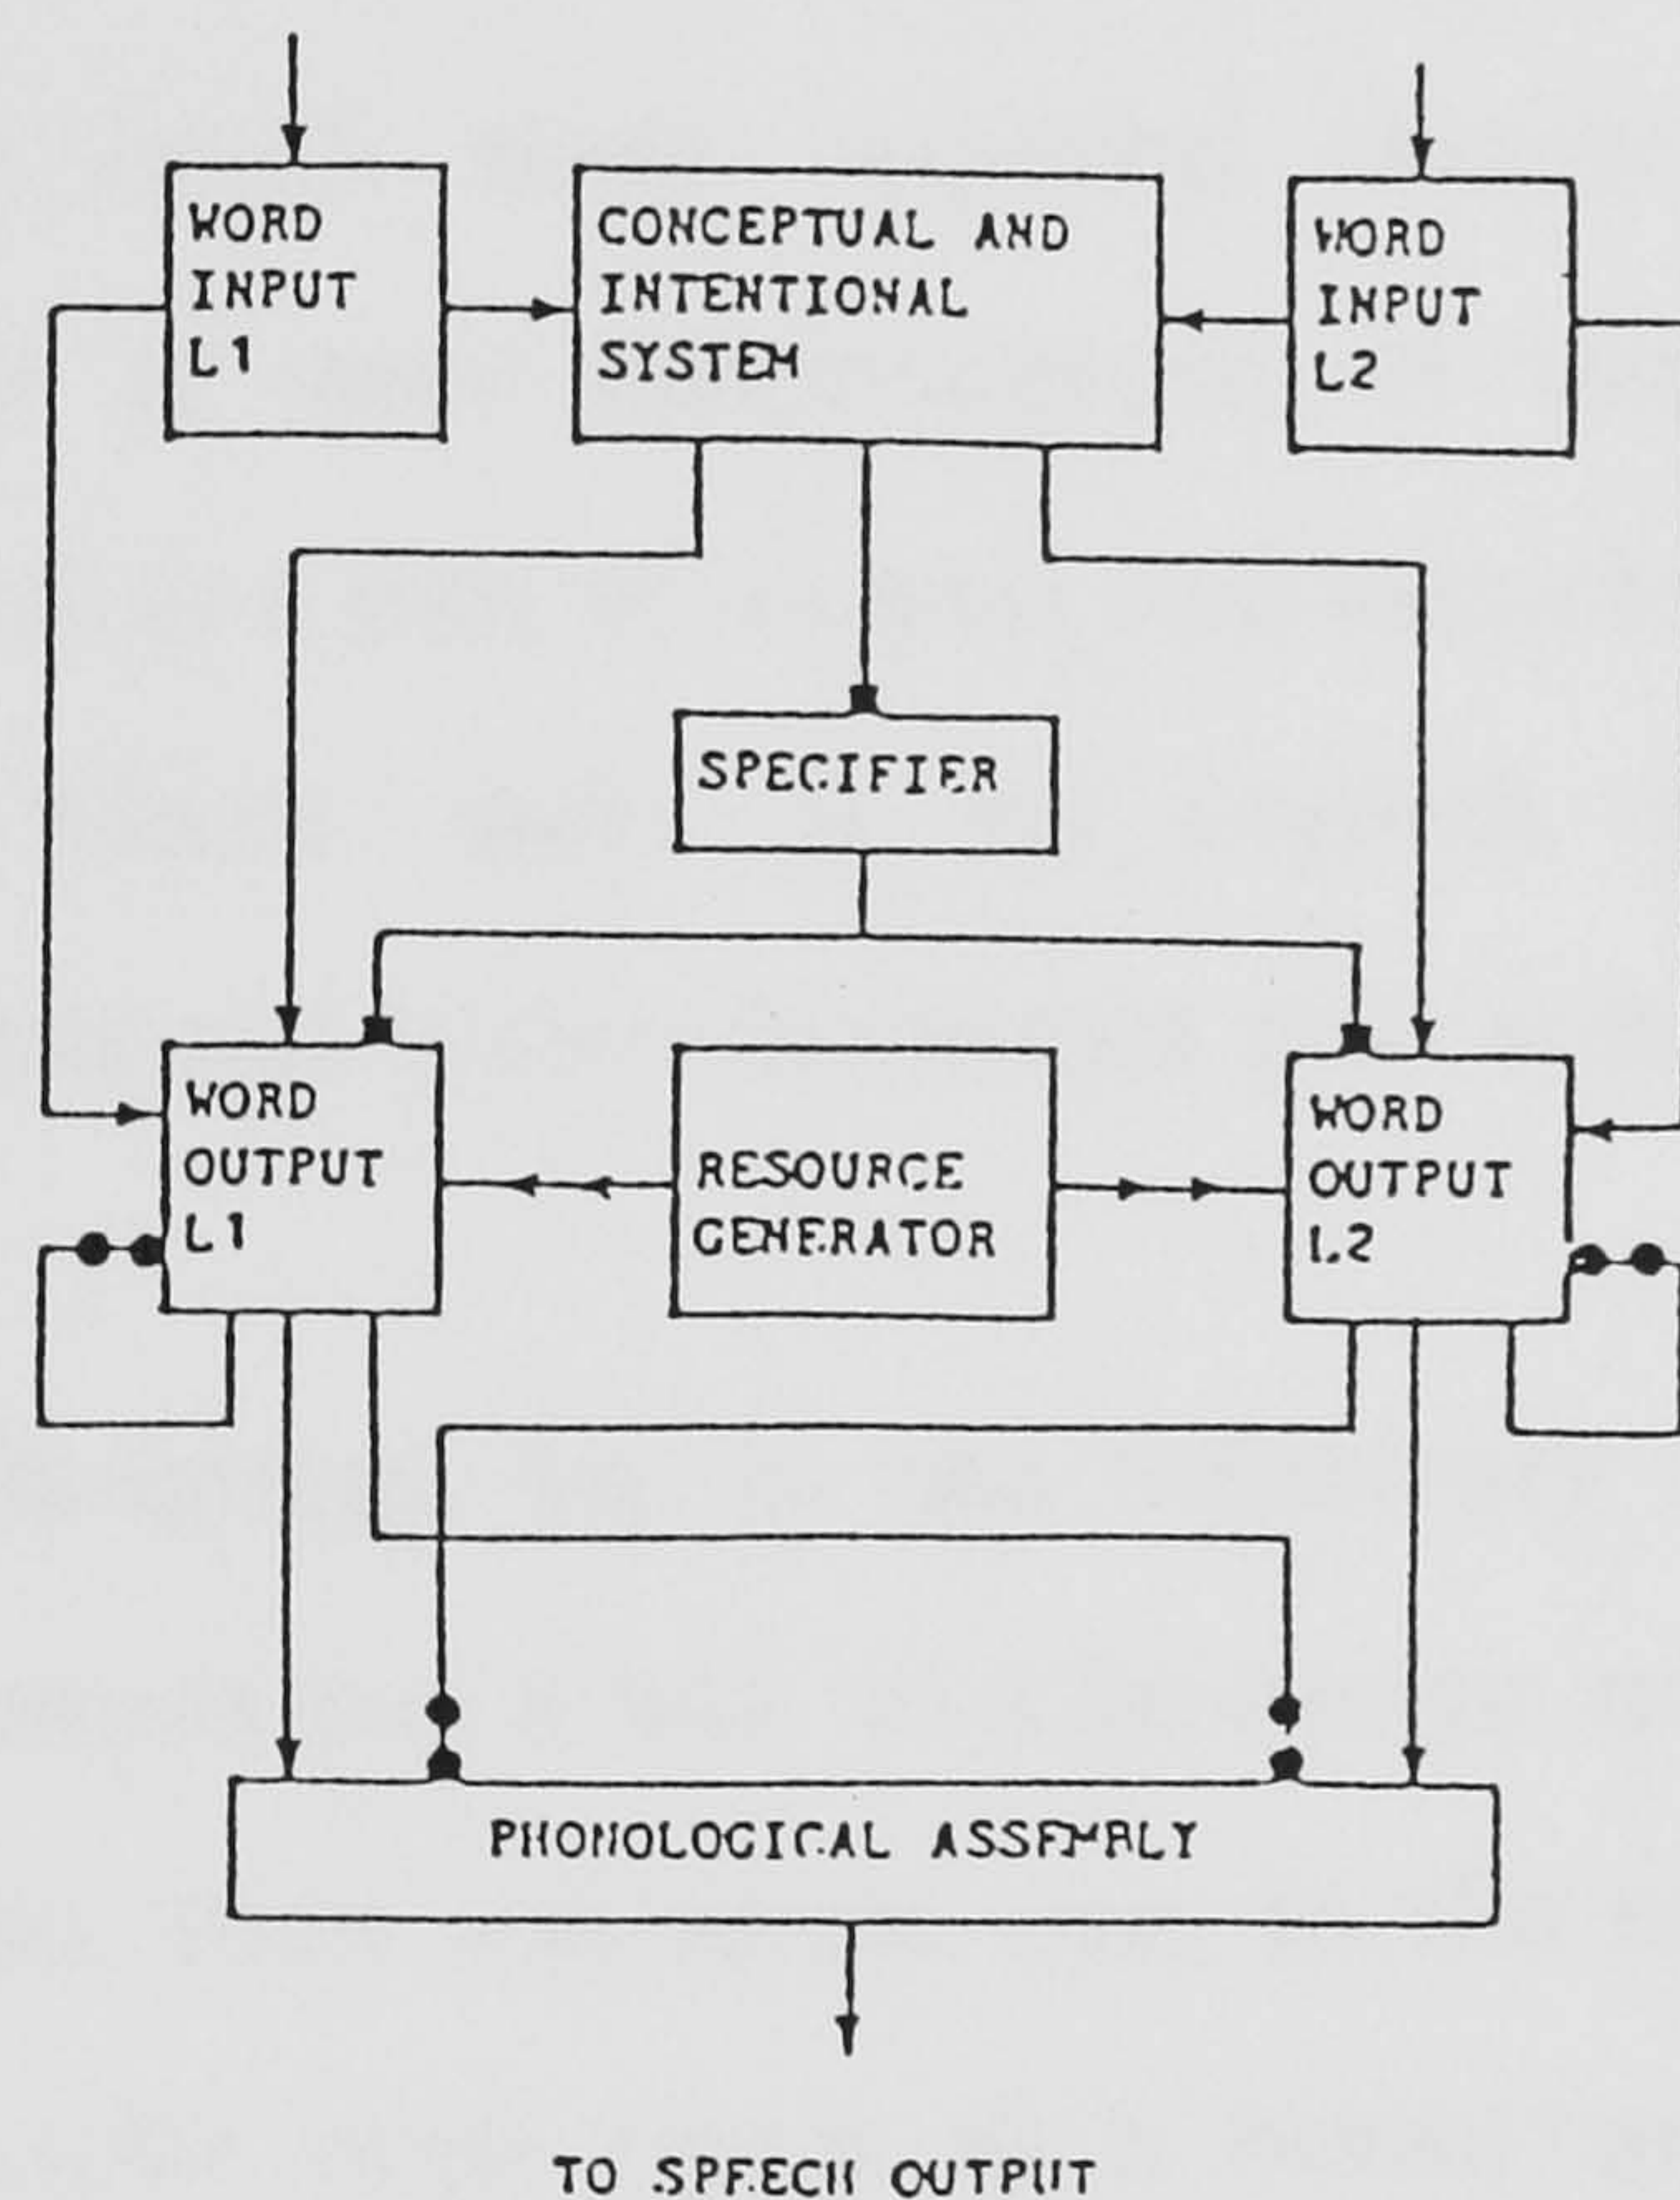 WORD
INPUT
L1
CONCEPTUAL AND
INTENTIONAL
SYSTEM
WORD
INPUT
L2
SPECIFIER
WORD
OUTPUT
L1
RESOURCE
GENERATOR
WORD
OUTPUT
L2
PHONOLOGICAL ASSEMBLY
TO SPEECH OUTPUT